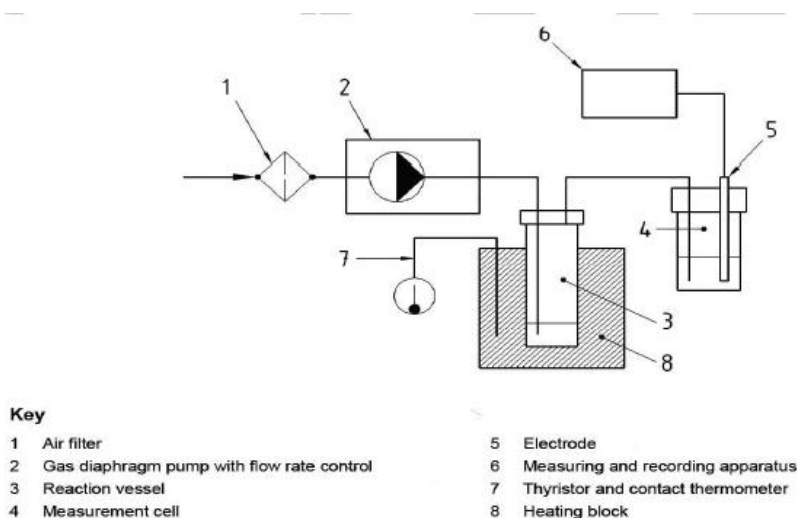 6
1
2
5
4
7
3
8
Key
1 Air filter
2 Gas diaphragm pump with flow rate control
3 Reaction vessel
4 Measurement cell
5 Electrode
6 Measuring and recording apparatus
7 Thyristor and contact thermometer
8 Heating block